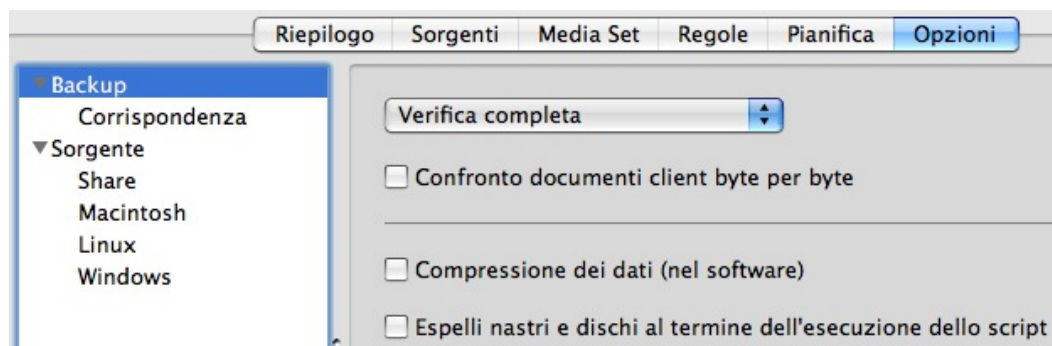 Riepilogo Sorgenti Media Set Regole Pianifica Opzioni
Backup
Corrispondenza
Sorgente
Share
Macintosh
Linux
Windows
Verifica completa
Confronto documenti client byte per byte
Compressione dei dati (nel software)
Espelli nastri e dischi al termine dell'esecuzione dello script